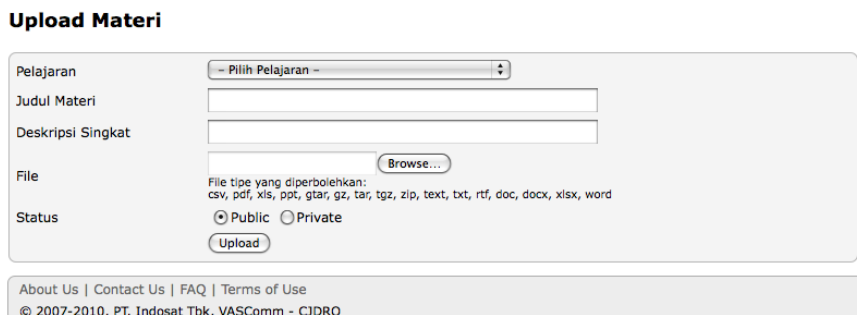 Upload Materi
Pelajaran
– Pilih Pelajaran –
Judul Materi
Deskripsi Singkat
File
Browse...
File tipe yang diperbolehkan:
csv, pdf, xls, ppt, gtar, gz, tar, tgz, zip, text, txt, rtf, doc, docx, xlsx, word
Status
Public Private
Upload
About Us | Contact Us | FAQ | Terms of Use
© 2007-2010, PT. Indosat Tbk, VASComm - CJDRO